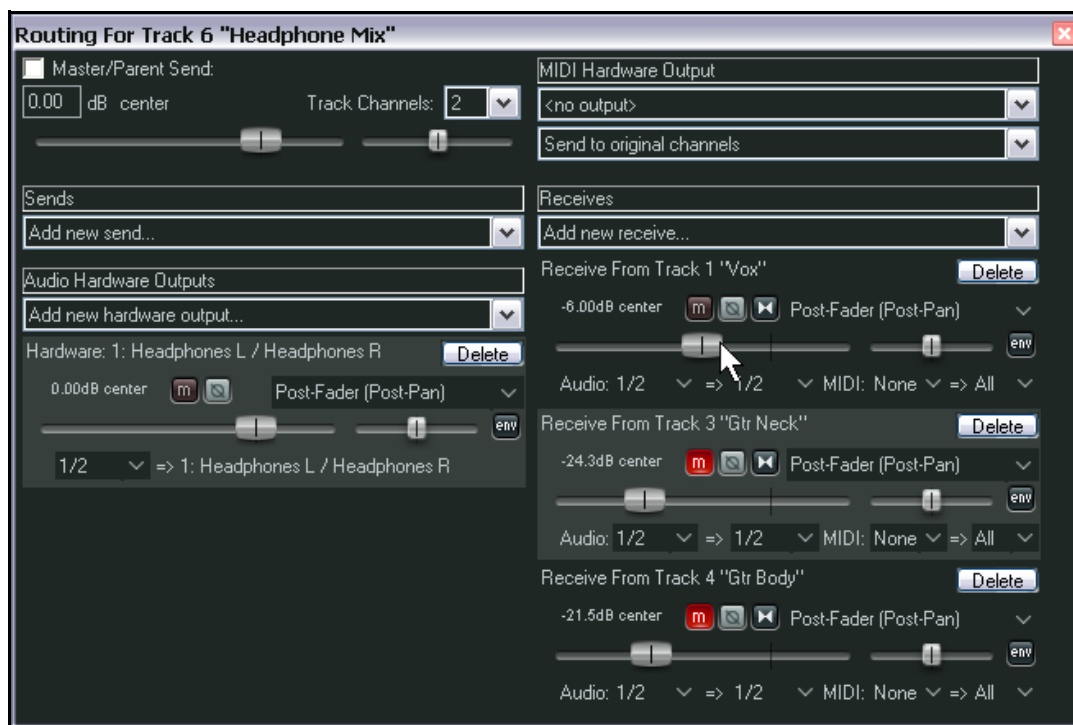 Routing For Track 6 "Headphone Mix"
Master/Parent Send:
0.00 dB center Track Channels: 2
MIDI Hardware Output
<no output>
Send to original channels
Sends
Add new send...
Audio Hardware Outputs
Add new hardware output...
Hardware: 1: Headphones L / Headphones R Delete
0.00dB center m Post-Fader (Post-Pan)
env
1/2 => 1: Headphones L / Headphones R
Receives
Add new receive...
Receive From Track 1 "Vox" Delete
-6.00dB center m Post-Fader (Post-Pan)
env
Audio: 1/2 => 1/2 MIDI: None => All
Receive From Track 3 "Gtr Neck" Delete
-24.3dB center m Post-Fader (Post-Pan)
env
Audio: 1/2 => 1/2 MIDI: None => All
Receive From Track 4 "Gtr Body" Delete
-21.5dB center m Post-Fader (Post-Pan)
env
Audio: 1/2 => 1/2 MIDI: None => All